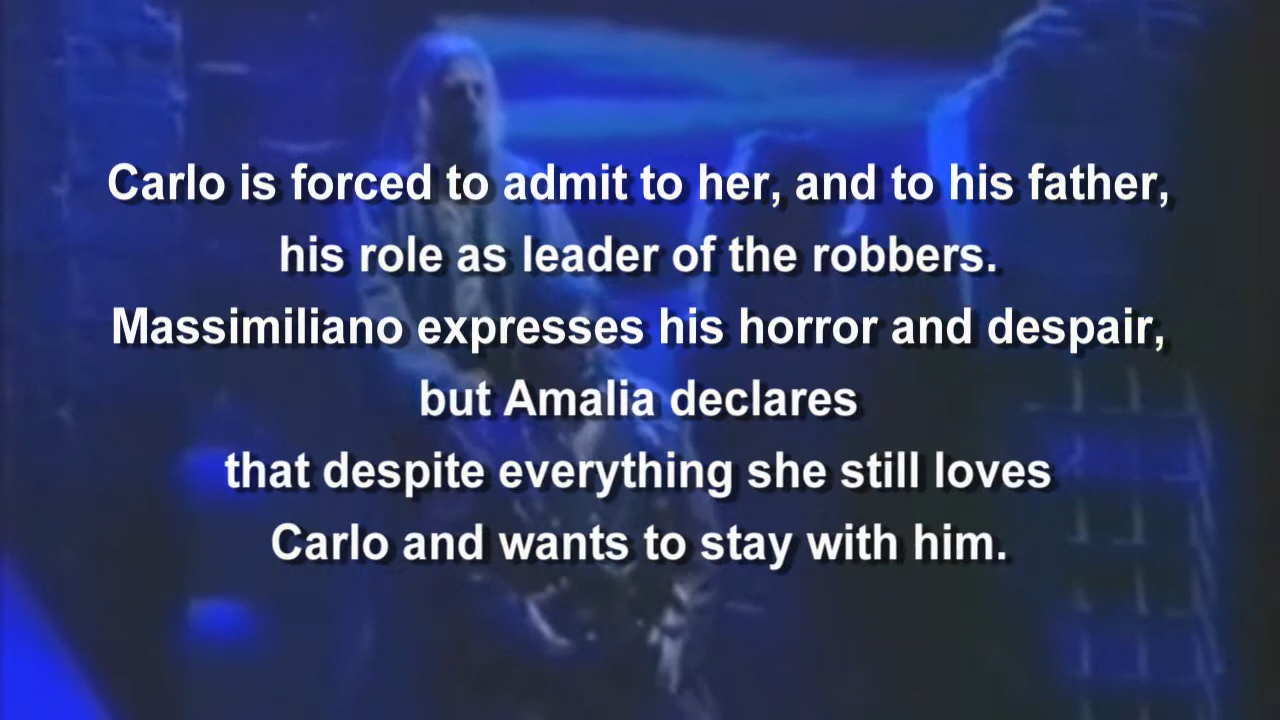 Carlo is forced to admit to her, and to his father,
his role as leader of the robbers.
Massimiliano expresses his horror and despair,
but Amalia declares
that despite everything she still loves
Carlo and wants to stay with him.